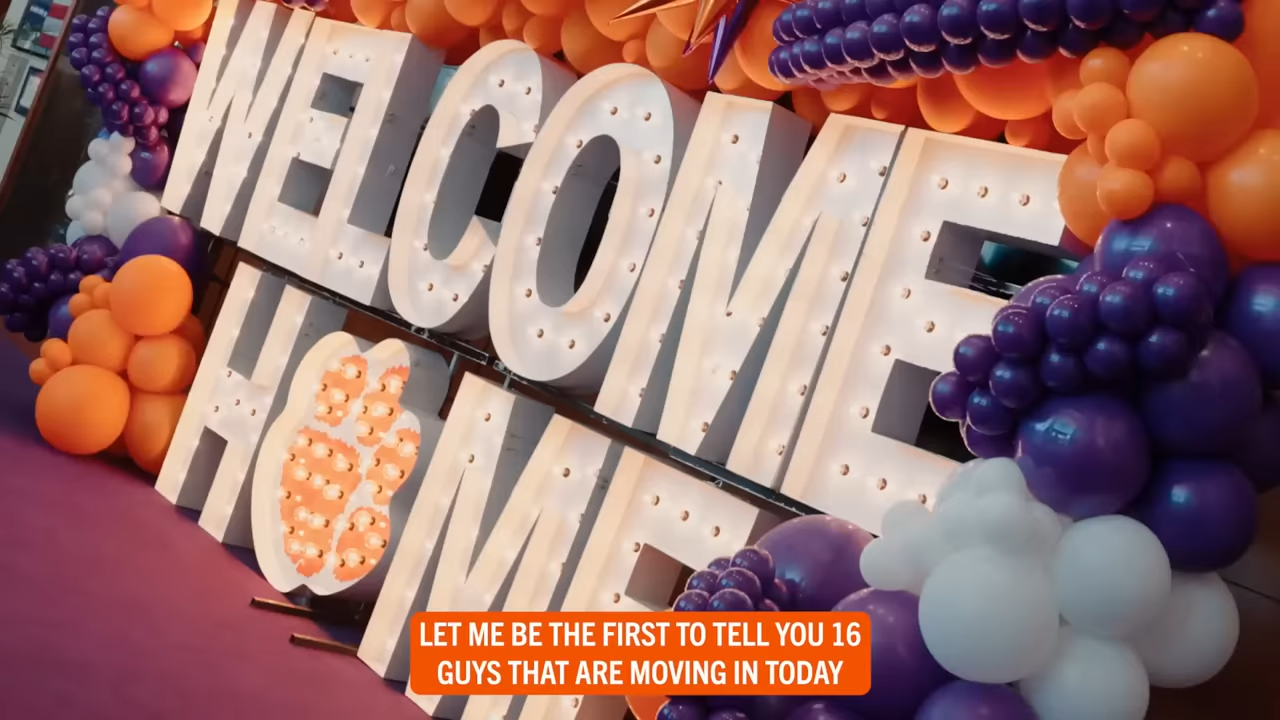 WELCOME
HOME
LET ME BE THE FIRST TO TELL YOU 16
GUYS THAT ARE MOVING IN TODAY